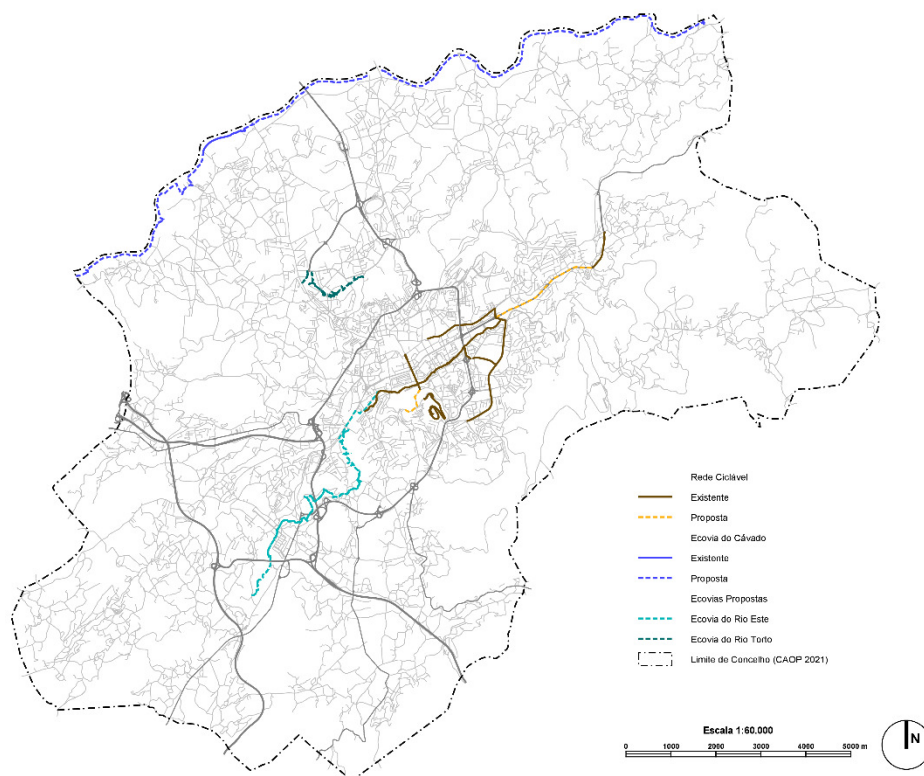 Rede Ciclável
Existente
Proposta
Ecovia do Cávado
Existente
Proposta
Ecovias Propostas
Ecovia do Rio Este
Ecovia do Rio Torto
Limite de Concelho (CAOP 2021)
Escala 1:60.000
0 1000 2000 3000 4000 5000 m
N